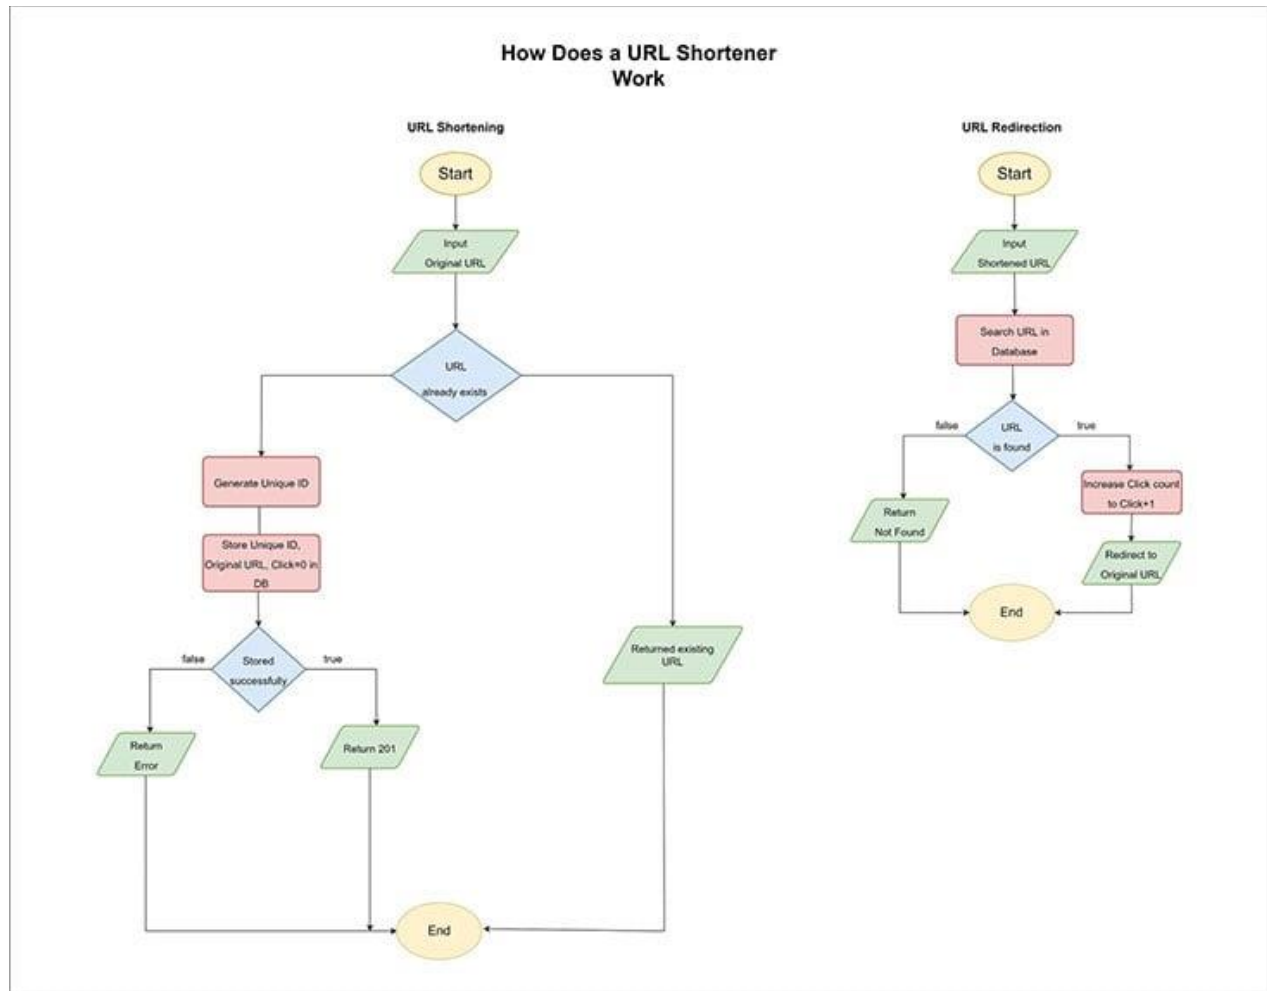 How Does a URL Shortener
Work
URL Shortening
Start
Input
Original URL
URL
already exists
Generate Unique ID
Store Unique ID,
Original URL, Click=0 in
DB
false
Stored
successfully
true
Return
Error
Return 201
Returned existing
URL
End
URL Redirection
Start
Input
Shortened URL
Search URL in
Database
false
URL
is found
true
Return
Not Found
Increase Click count
to Click+1
Redirect to
Original URL
End